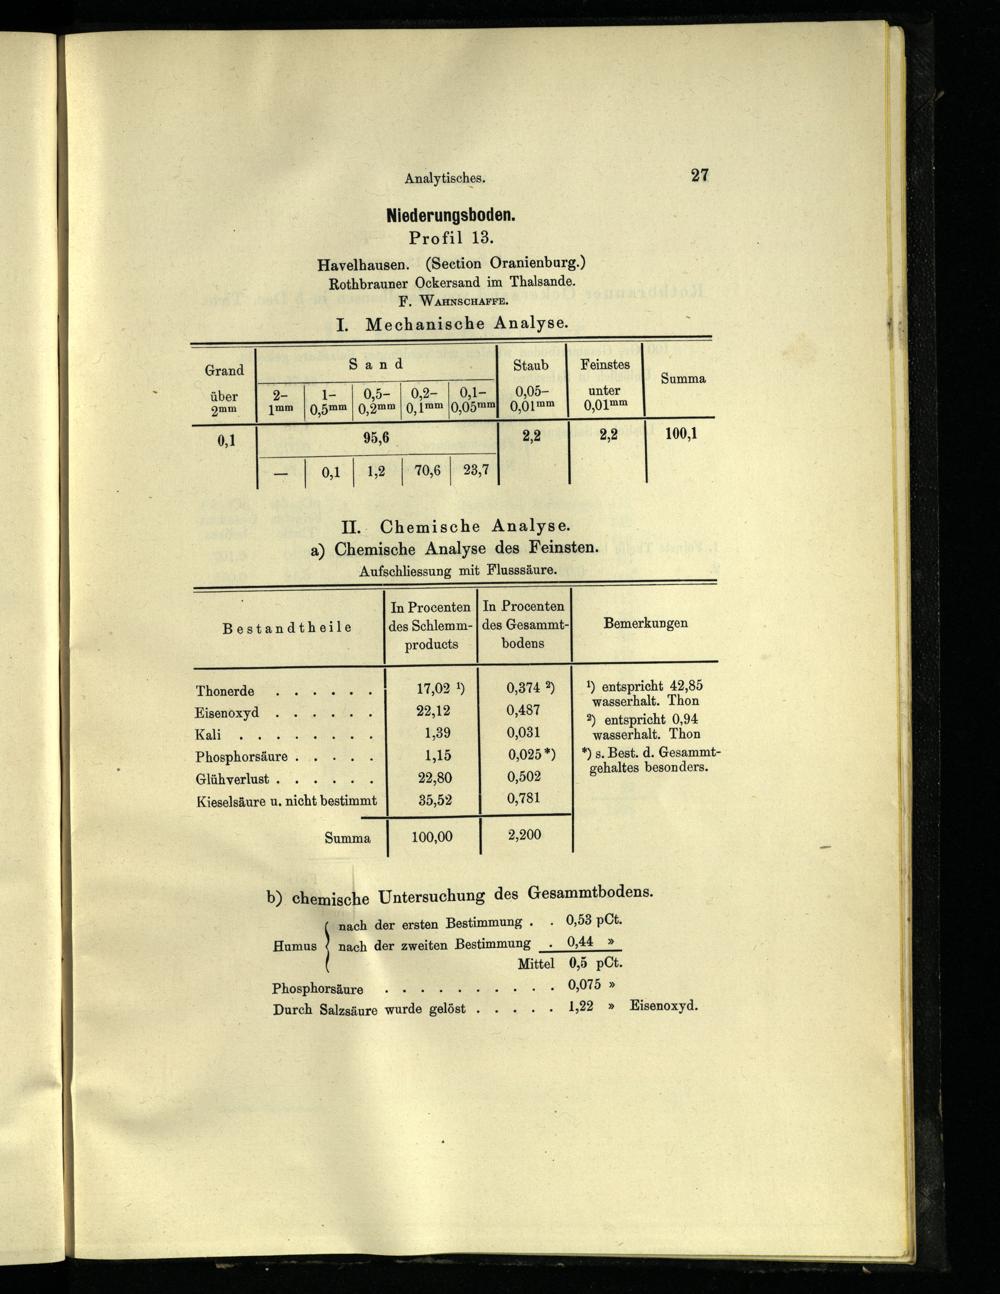 Analytisches. 27
Niederungsboden.
Profil 13.
Havelhausen. (Section Oranienburg.)
Rothbrauner Ockersand im Thalsande.
F. WAHNSCHAFFE.
I. Mechanische Analyse.
Grand Sand Staub Feinstes Summa
über 2- 1- 0,5- 0,2- 0,1- 0,05- unter
2mm 1mm 0,5mm 0,2mm 0,1mm 0,05mm 0,01mm 0,01mm
0,1 95,6 2,2 2,2 100,1
— 0,1 1,2 70,6 23,7
II. Chemische Analyse.
a) Chemische Analyse des Feinsten.
Aufschliessung mit Flusssäure.
Bestandtheile In Procenten des Schlemm-products In Procenten des Gesammt-bodens Bemerkungen
Thonerde . . . . . . 17,02 ¹) 0,374 ²) ¹) entspricht 42,85
wasserhalt. Thon
Eisenoxyd . . . . . . 22,12 0,487 ²) entspricht 0,94
Kali . . . . . . . . 1,39 0,031 wasserhalt. Thon
Phosphorsäure . . . . . 1,15 0,025 *) *) s. Best. d. Gesammt-
gehaltes besonders.
Glühverlust . . . . . . 22,80 0,502
Kieselsäure u. nicht bestimmt 35,52 0,781
Summa 100,00 2,200
b) chemische Untersuchung des Gesammtbodens.
nach der ersten Bestimmung . . 0,53 pCt.
Humus { nach der zweiten Bestimmung . 0,44 »
Mittel 0,5 pCt.
Phosphorsäure . . . . . . . . . . 0,075 »
Durch Salzsäure wurde gelöst . . . . . 1,22 » Eisenoxyd.